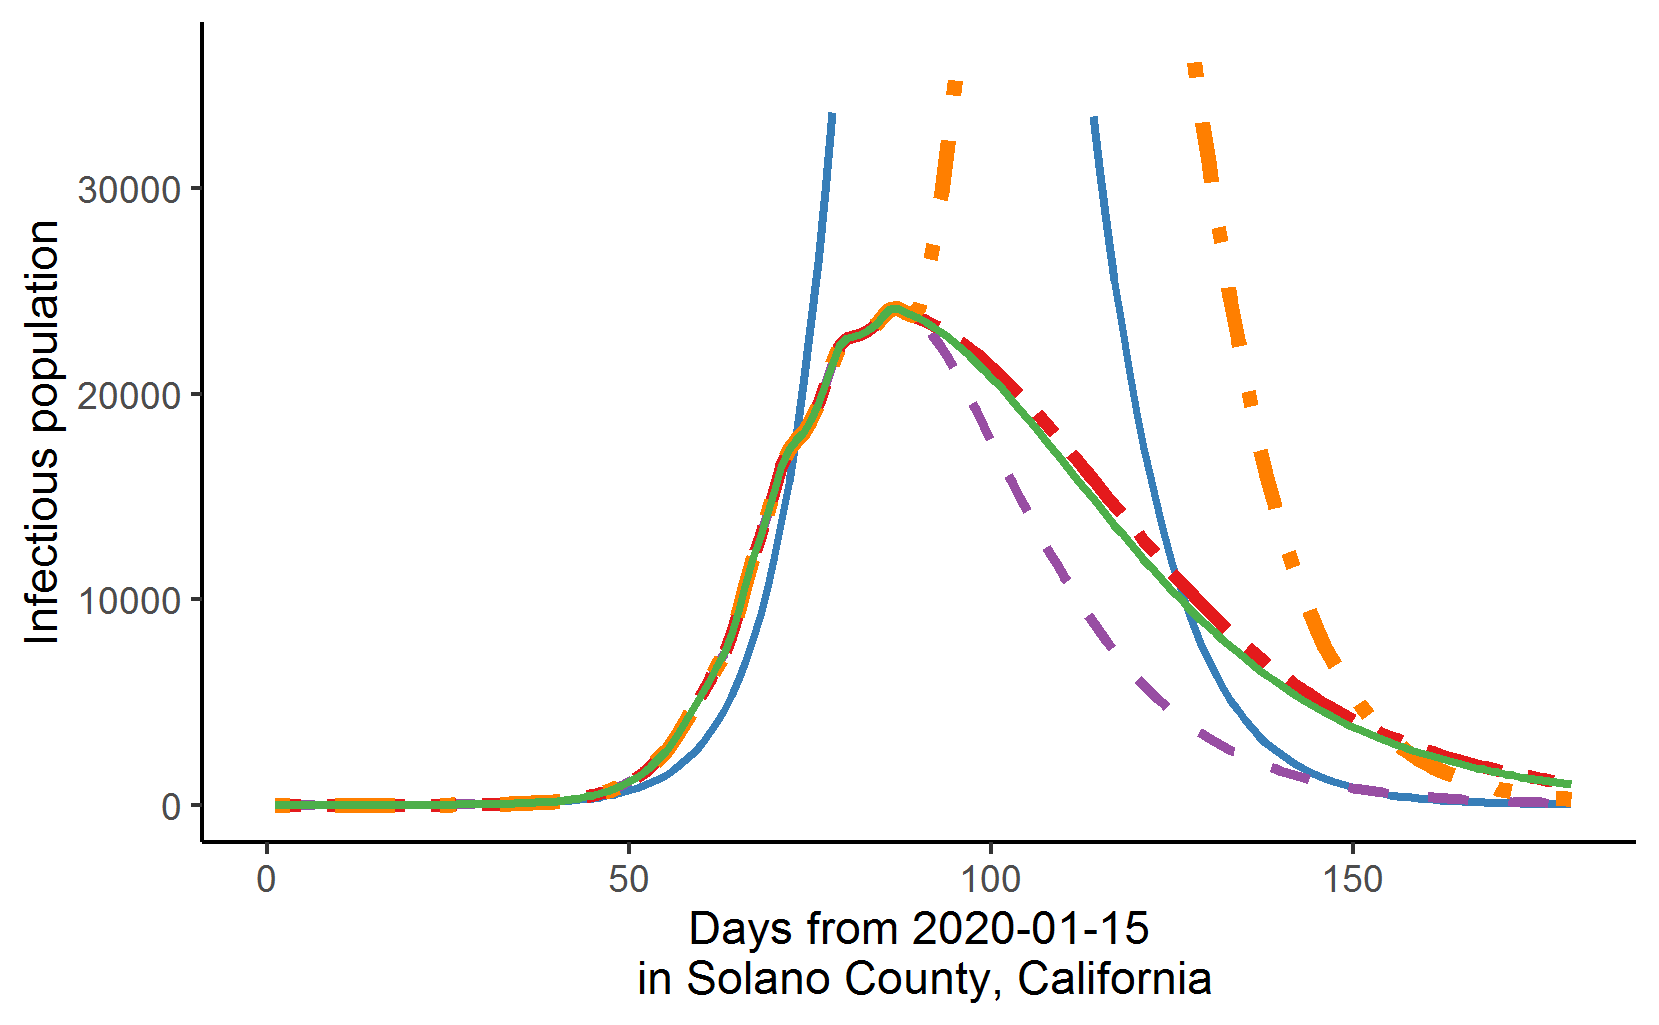 Infectious population
30000
20000
10000
0
0 50 100 150
Days from 2020-01-15
in Solano County, California